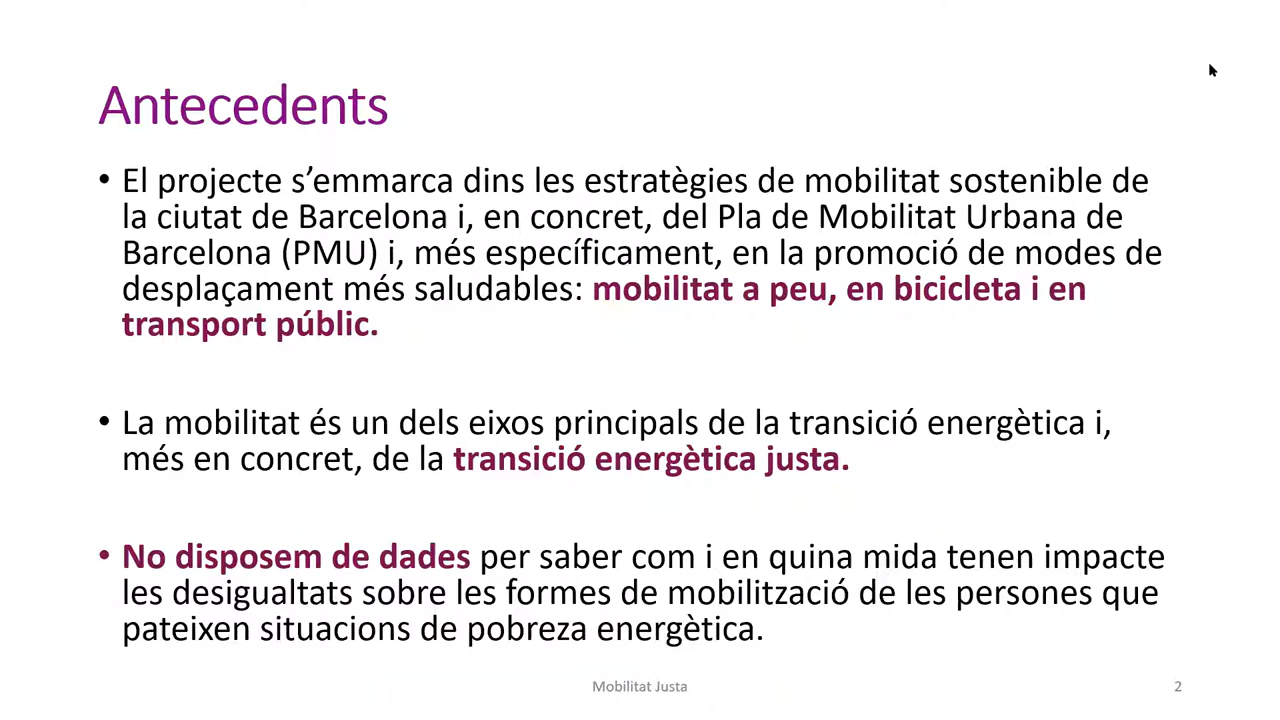 Antecedents
• El projecte s’emmarca dins les estratègies de mobilitat sostenible de
la ciutat de Barcelona i, en concret, del Pla de Mobilitat Urbana de
Barcelona (PMU) i, més específicament, en la promoció de modes de
desplaçament més saludables: mobilitat a peu, en bicicleta i en
transport públic.
• La mobilitat és un dels eixos principals de la transició energètica i,
més en concret, de la transició energètica justa.
• No disposem de dades per saber com i en quina mida tenen impacte
les desigualtats sobre les formes de mobilització de les persones que
pateixen situacions de pobreza energètica.
Mobilitat Justa
2